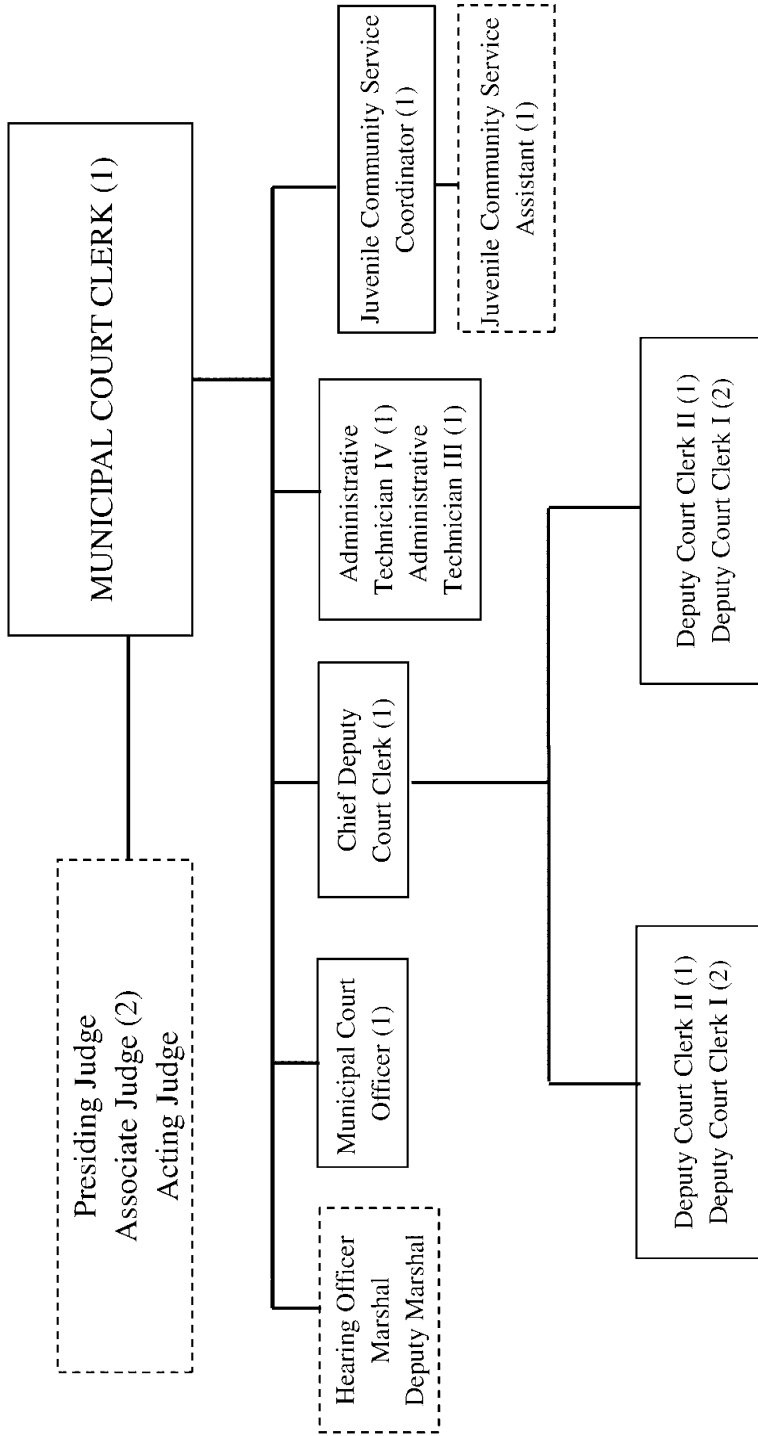 MUNICIPAL COURT CLERK (1)
Presiding Judge
Associate Judge (2)
Acting Judge
Hearing Officer
Marshal
Deputy Marshal
Municipal Court
Officer (1)
Chief Deputy
Court Clerk (1)
Administrative
Technician IV (1)
Administrative
Technician III (1)
Juvenile Community Service
Coordinator (1)
Juvenile Community Service
Assistant (1)
Deputy Court Clerk II (1)
Deputy Court Clerk I (2)
Deputy Court Clerk II (1)
Deputy Court Clerk I (2)